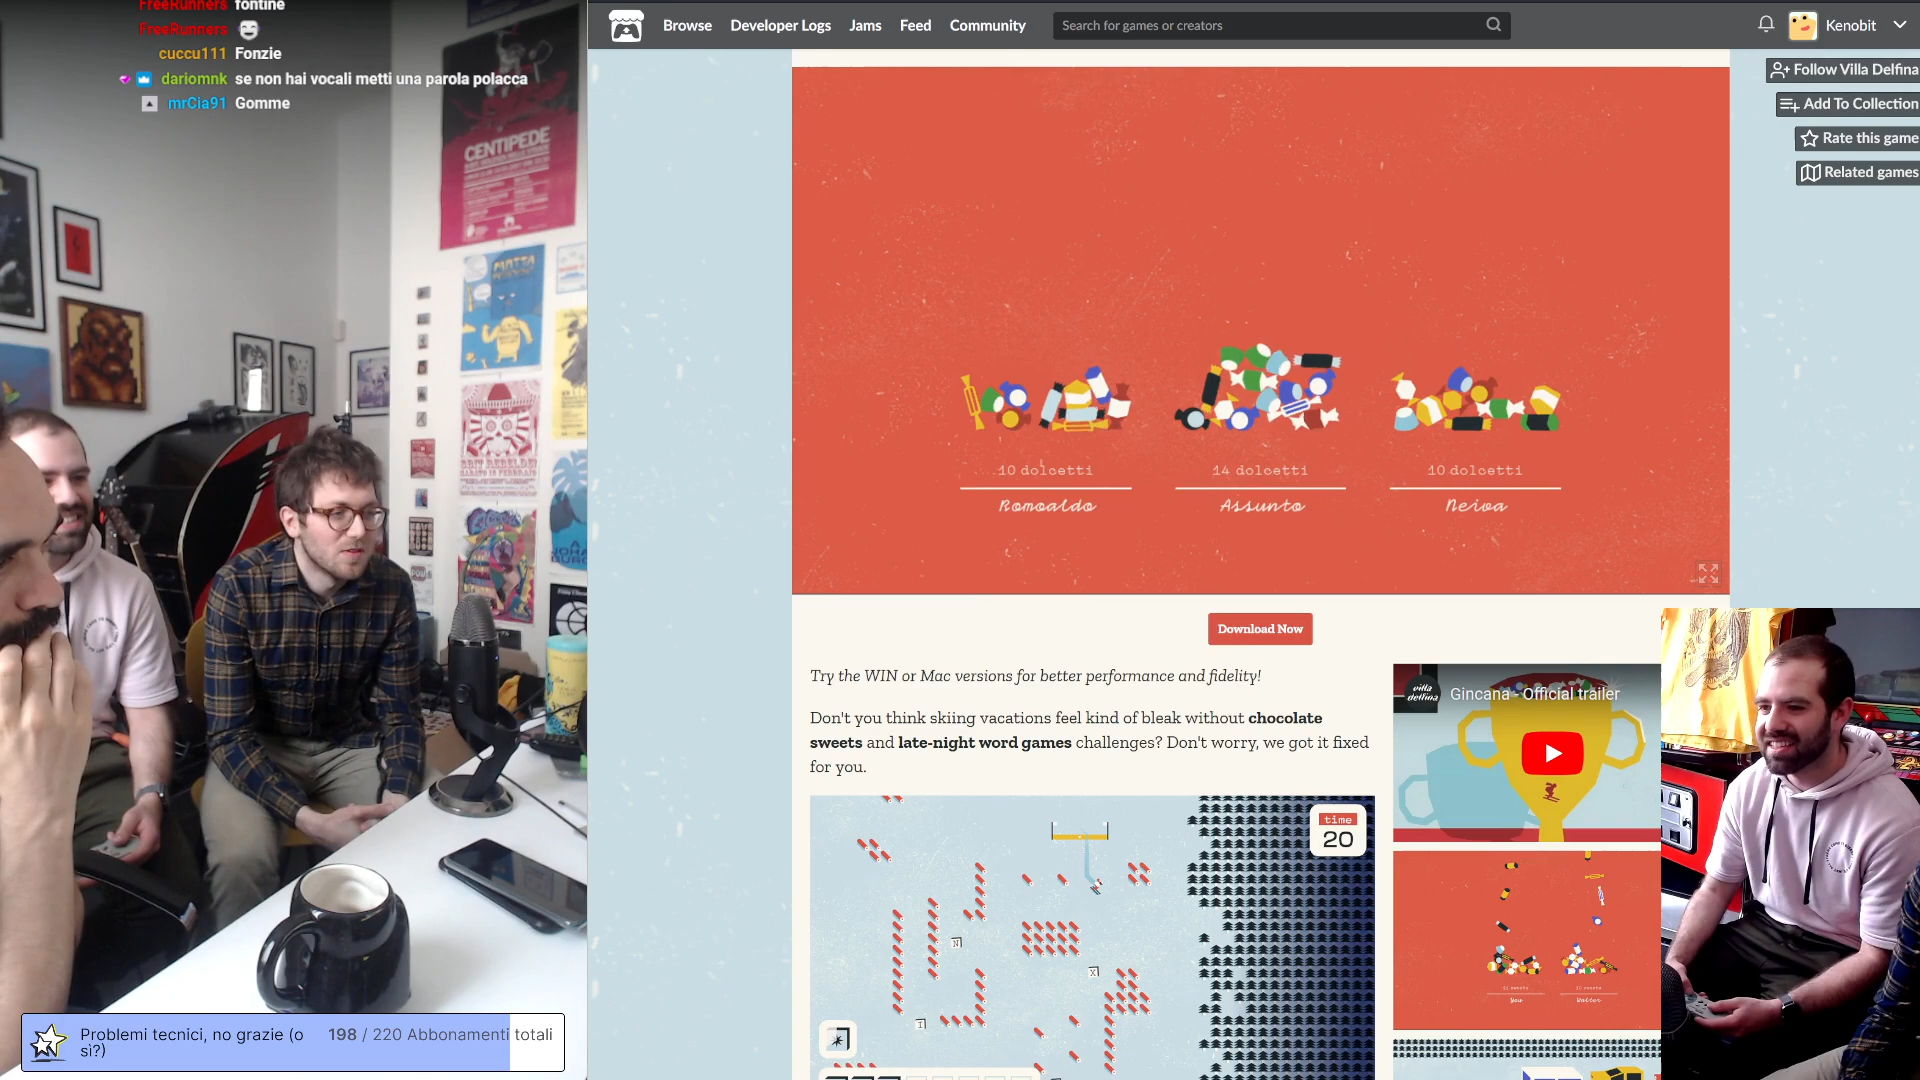 FreeRunners fontine
FreeRunners
cuccu111 Fonzie
dariomnk se non hai vocali metti una parola polacca
mrCia91 Gomme
CENTIPEDE
Problemi tecnici, no grazie (o sì?)
198 / 220 Abbonamenti totali
Browse Developer Logs Jams Feed Community
Search for games or creators
Kenobit
Follow Villa Delfina
Add To Collection
Rate this game
Related games
10 dolcetti
Romoaldo
14 dolcetti
Assunto
10 dolcetti
Neiva
Download Now
Try the WIN or Mac versions for better performance and fidelity!
Don't you think skiing vacations feel kind of bleak without chocolate
sweets and late-night word games challenges? Don't worry, we got it fixed
for you.
time
20
N
X
I
villa delfina
Gincana - Official trailer